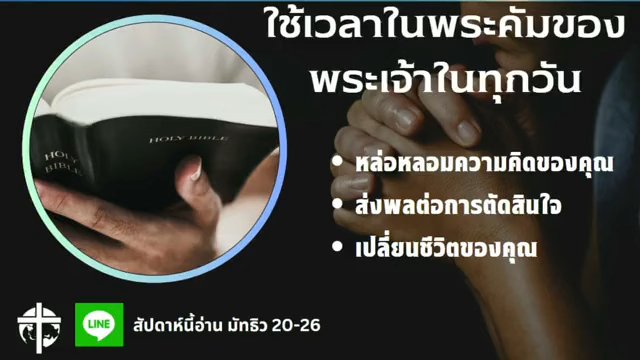 ใช้เวลาในพระคัมของ
พระเจ้าในทุกวัน
HOLY BIBLE
HOLY
BIBLE
• หล่อหลอมความคิดของคุณ
• ส่งผลต่อการตัดสินใจ
• เปลี่ยนชีวิตของคุณ
LINE
สัปดาห์นี้อ่าน มัทธิว 20-26